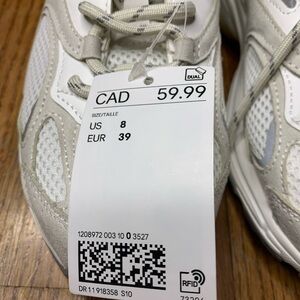 DUAL
CAD 59.99
SIZE/TAILLE
US 8
EUR 39
1208972 003 10 0 3527
DR 11 918358 S10
RFID